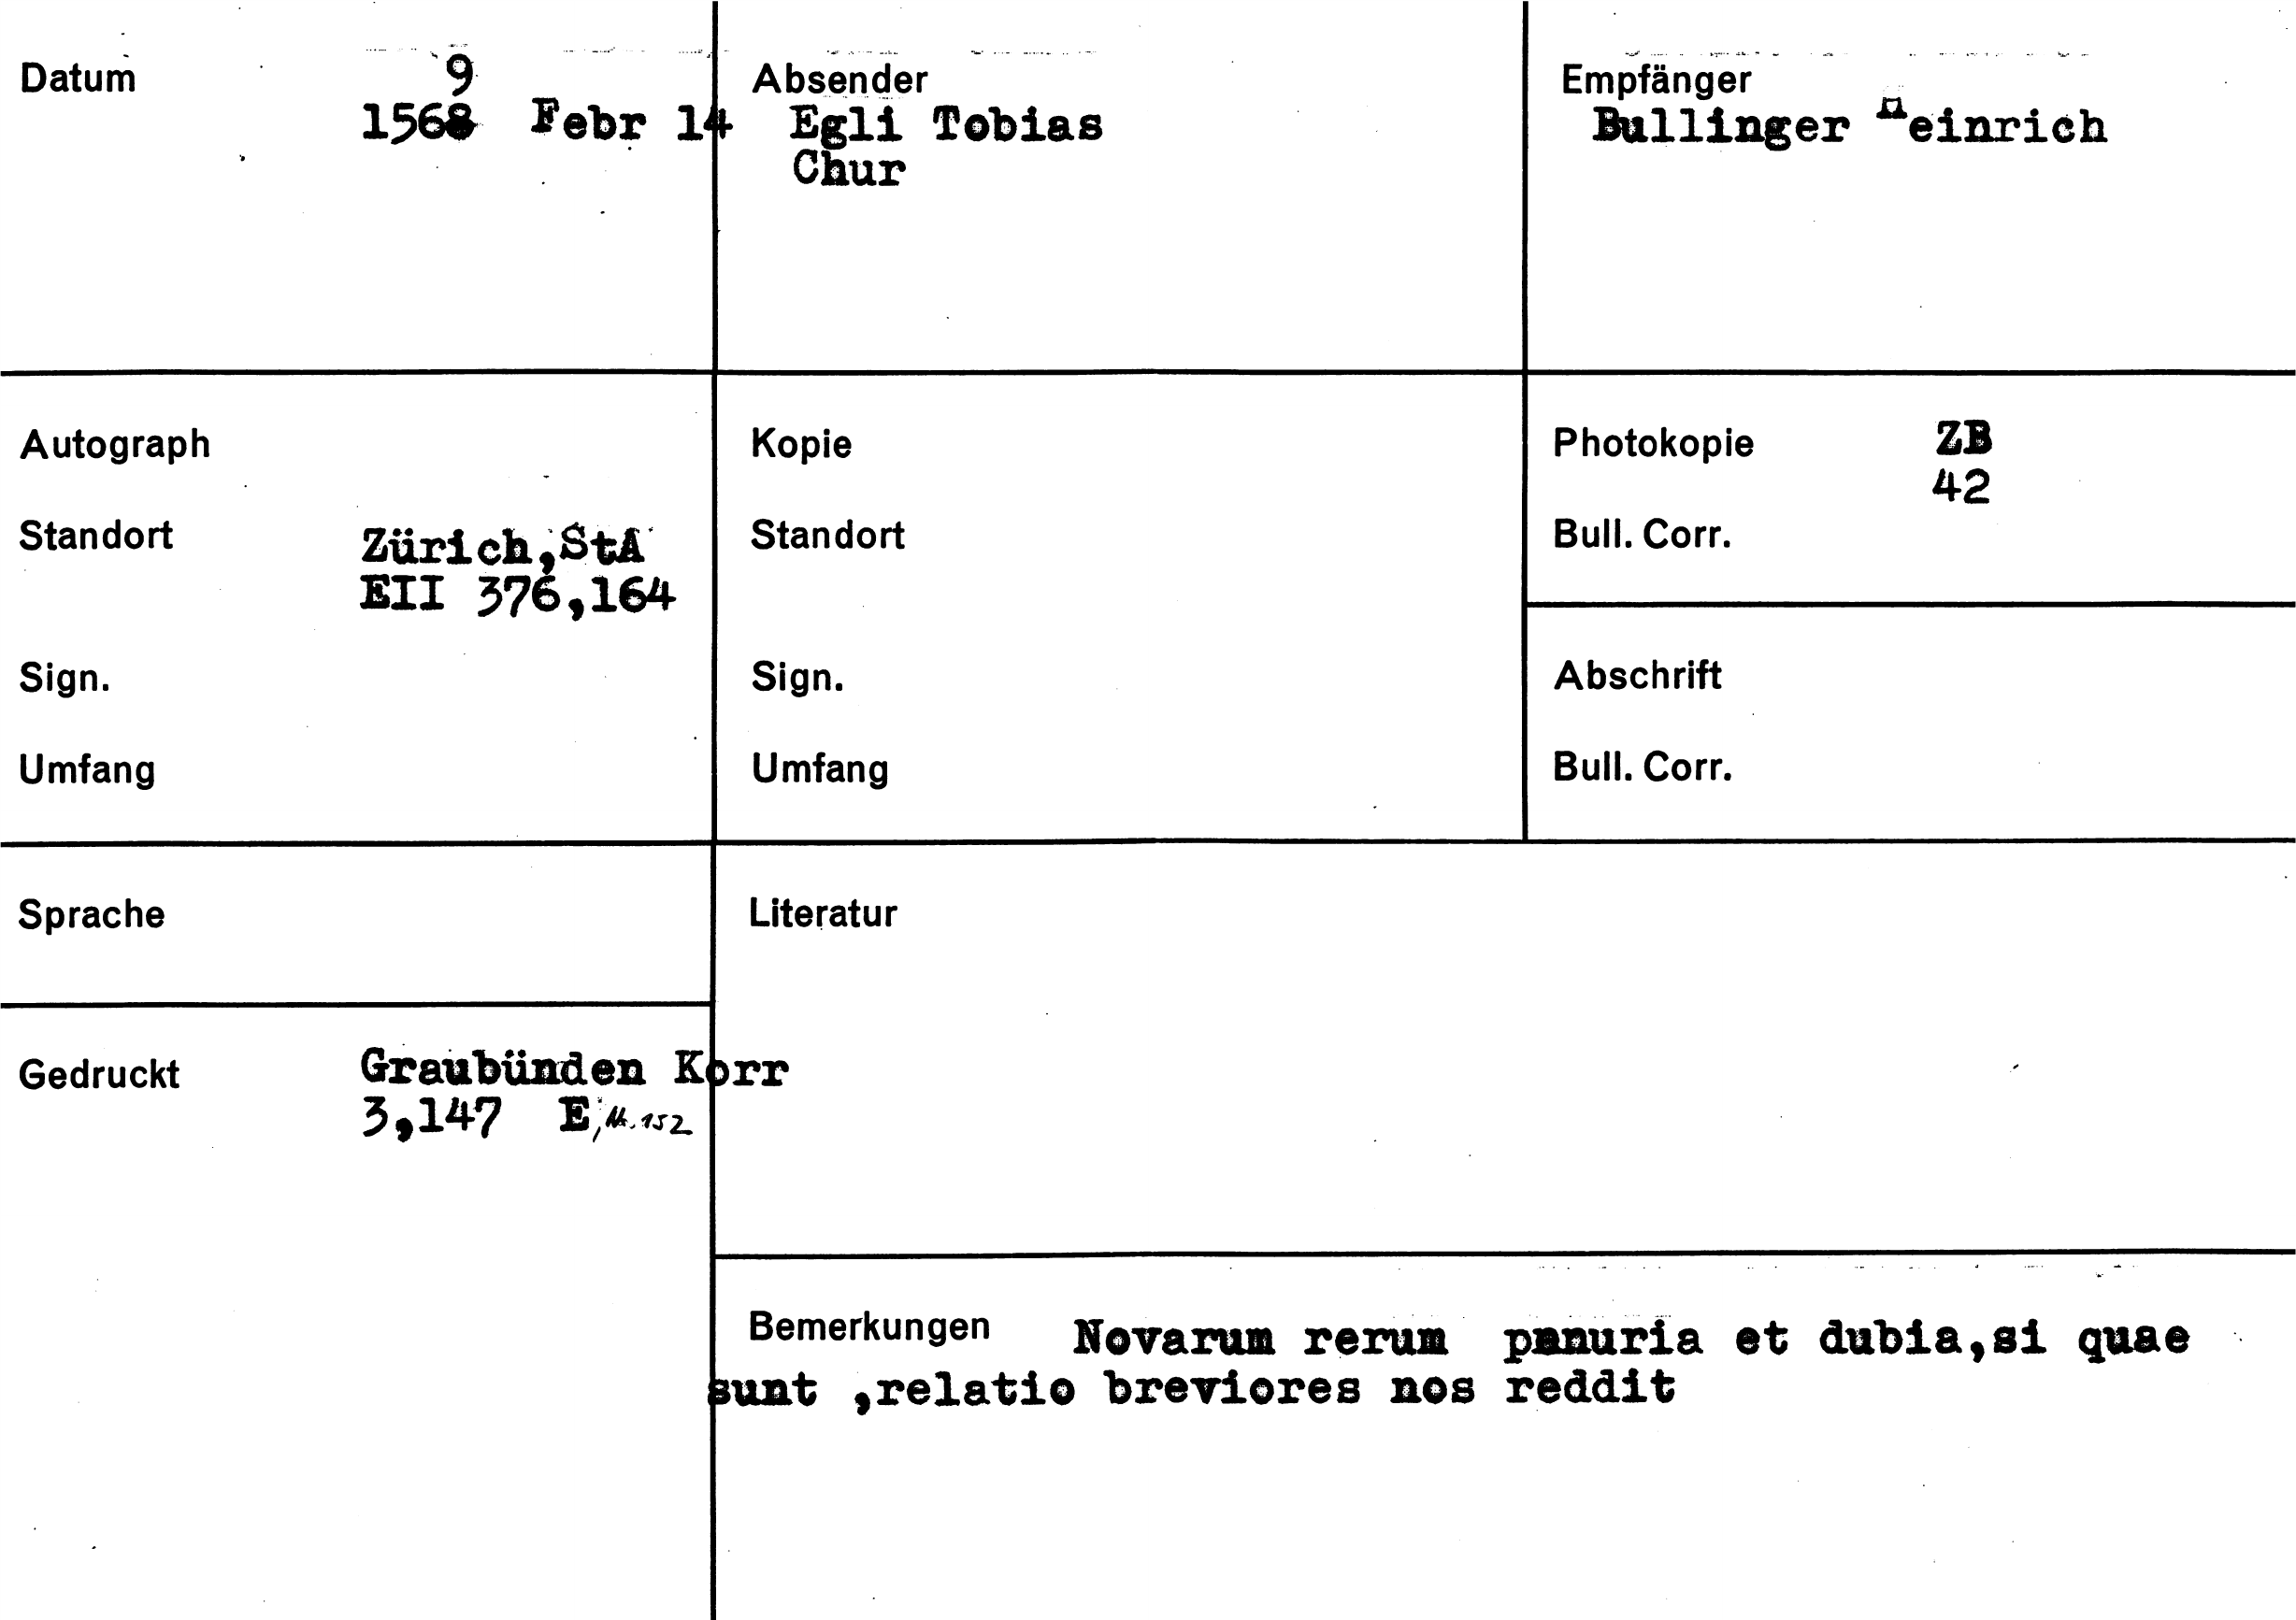 Datum
9
1568 Febr 14
Absender
Egli Tobias
Chur
Empfänger
Bullinger Heinrich
Autograph
Standort
Zürich,StA
EII 376,164
Sign.
Umfang
Kopie
Standort
Sign.
Umfang
Photokopie
ZB
42
Bull. Corr.
Abschrift
Bull. Corr.
Sprache
Gedruckt
Graubünden Korr
3,147 E, Nr. 152
Literatur
Bemerkungen Novarum rerum panuria et dubia,si quae
sunt ,relatio breviores nos reddit